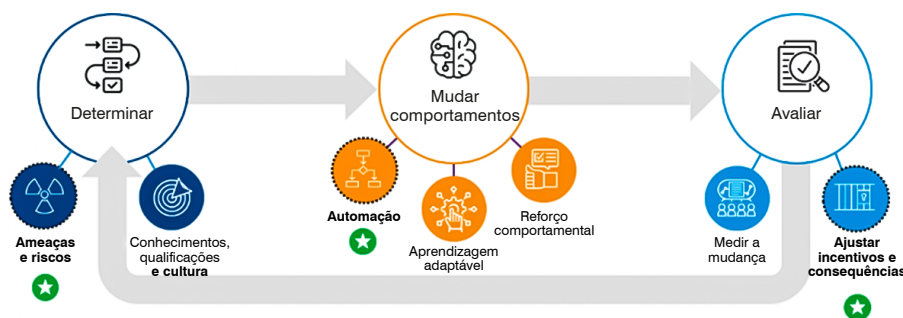 Determinar
Mudar
comportamentos
Avaliar
Ameaças
e riscos
Conhecimentos,
qualificações
e cultura
Automação
Aprendizagem
adaptável
Reforço
comportamental
Medir a
mudança
Ajustar
incentivos e
consequências